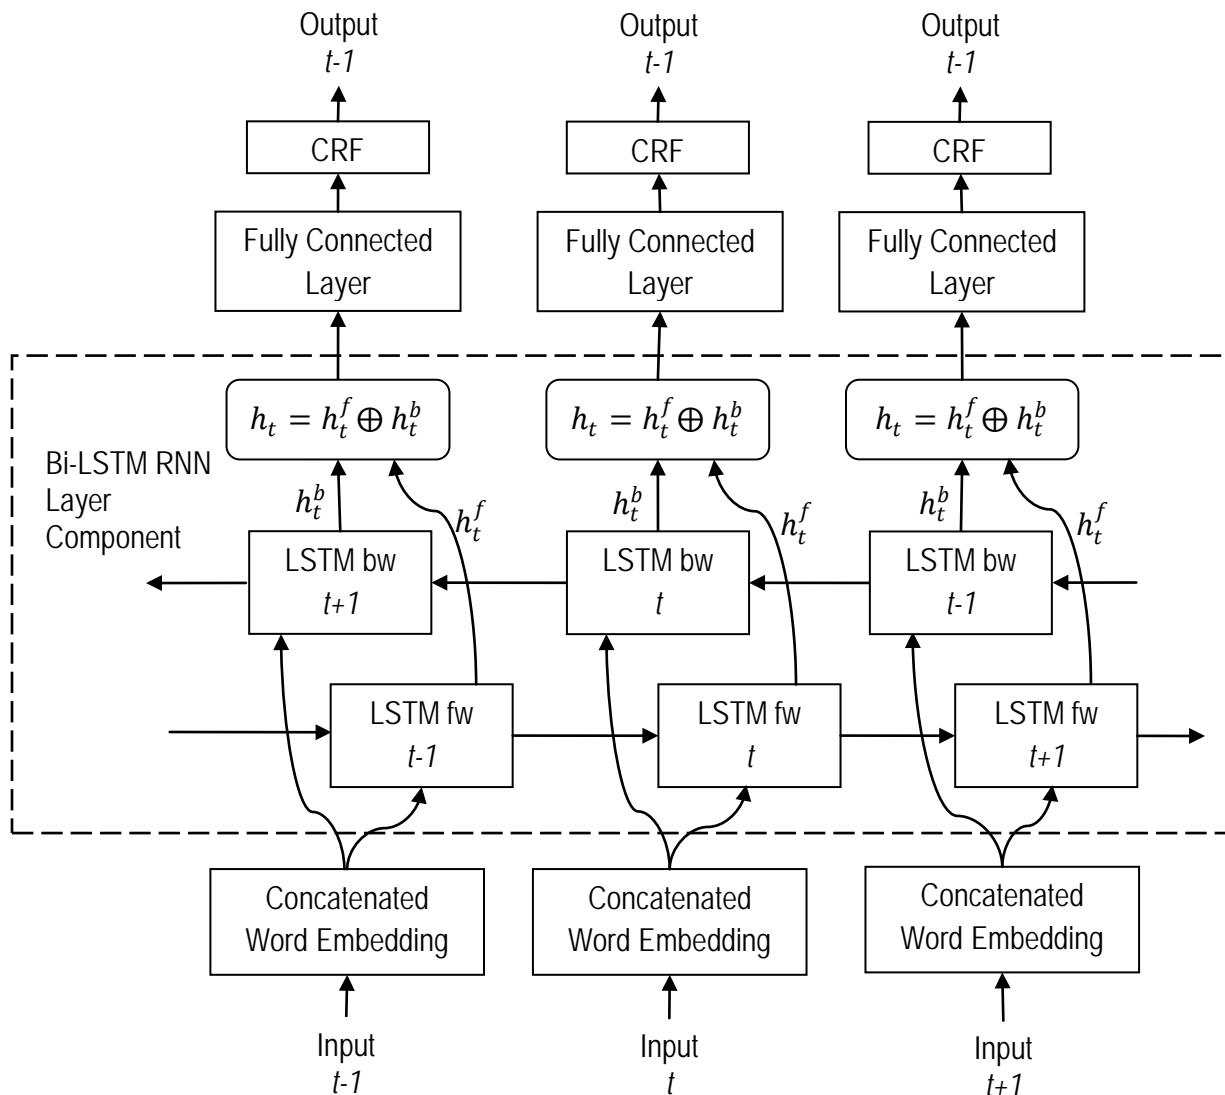 Output Output Output
t-1 t-1 t-1
CRF CRF CRF
Fully Connected Fully Connected Fully Connected
Layer Layer Layer
h_t = h_t^f ⊕ h_t^b h_t = h_t^f ⊕ h_t^b h_t = h_t^f ⊕ h_t^b
Bi-LSTM RNN
Layer
Component
h_t^b h_t^f h_t^b h_t^f h_t^b h_t^f
LSTM bw LSTM bw LSTM bw
t+1 t t-1
LSTM fw LSTM fw LSTM fw
t-1 t t+1
Concatenated Concatenated Concatenated
Word Embedding Word Embedding Word Embedding
Input Input Input
t-1 t t+1